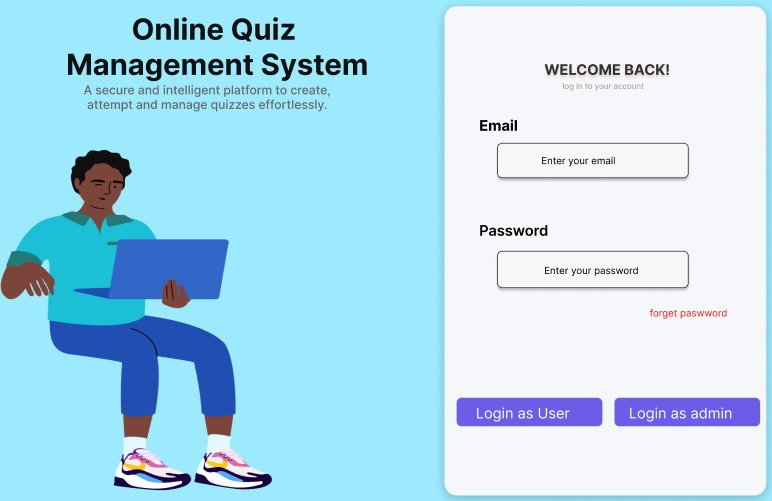 Online Quiz
Management System
A secure and intelligent platform to create,
attempt and manage quizzes effortlessly.
WELCOME BACK!
log in to your account
Email
Enter your email
Password
Enter your password
forget paswword
Login as User
Login as admin